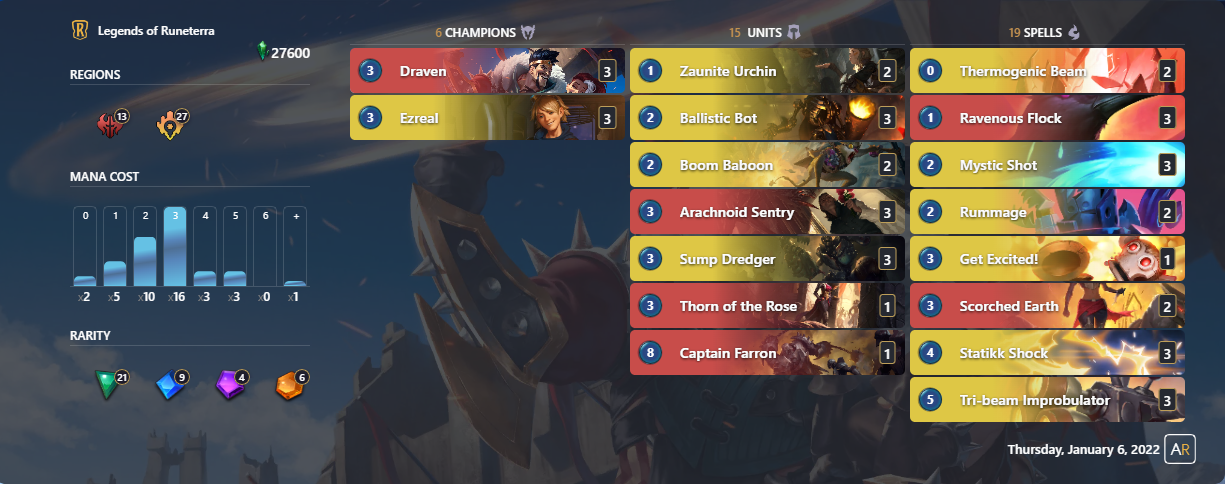 Legends of Runeterra
27600
REGIONS
13 27
MANA COST
0 1 2 3 4 5 6 +
x2 x5 x10 x16 x3 x3 x0 x1
RARITY
21 9 4 6
6 CHAMPIONS
3 Draven 3
3 Ezreal 3
15 UNITS
1 Zaunite Urchin 2
2 Ballistic Bot 3
2 Boom Baboon 2
3 Arachnoid Sentry 3
3 Sump Dredger 3
3 Thorn of the Rose 1
8 Captain Farron 1
19 SPELLS
0 Thermogenic Beam 2
1 Ravenous Flock 3
2 Mystic Shot 3
2 Rummage 2
3 Get Excited! 1
3 Scorched Earth 2
4 Statikk Shock 3
5 Tri-beam Improbulator 3
Thursday, January 6, 2022 AR